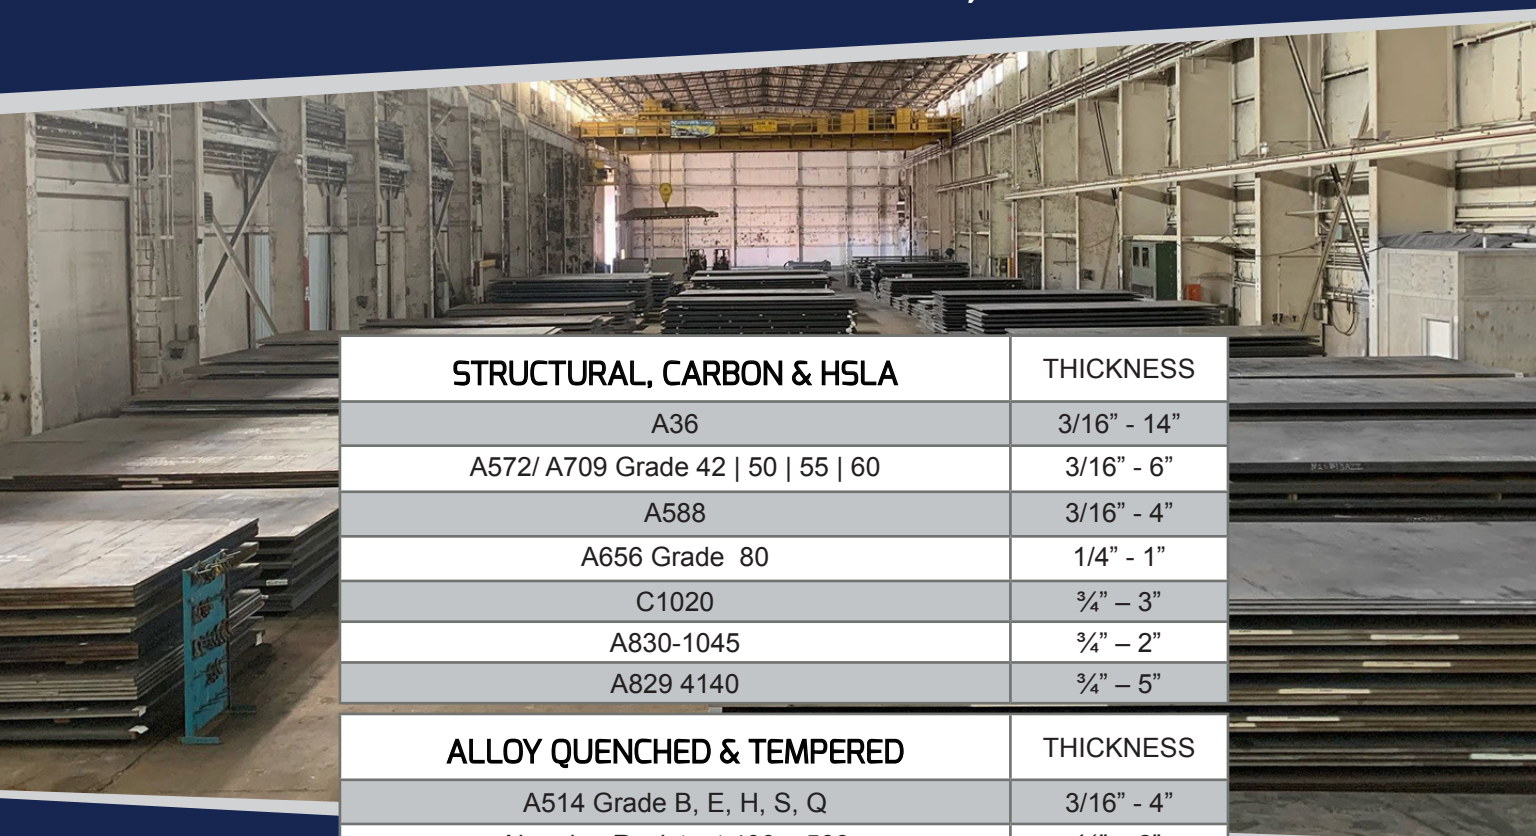 STRUCTURAL, CARBON & HSLA THICKNESS
A36 3/16” - 14”
A572/ A709 Grade 42 | 50 | 55 | 60 3/16” - 6”
A588 3/16” - 4”
A656 Grade  80 1/4” - 1”
C1020 ¾” – 3”
A830-1045 ¾” – 2”
A829 4140 ¾” – 5”
ALLOY QUENCHED & TEMPERED THICKNESS
A514 Grade B, E, H, S, Q 3/16” - 4”